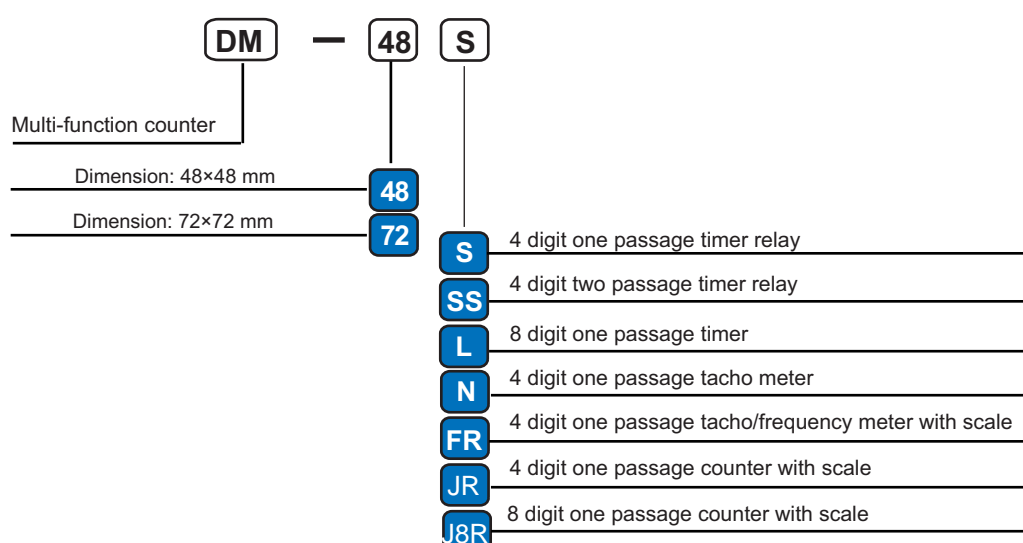 DM — 48 S
Multi-function counter
Dimension: 48×48 mm 48
Dimension: 72×72 mm 72
S 4 digit one passage timer relay
SS 4 digit two passage timer relay
L 8 digit one passage timer
N 4 digit one passage tacho meter
FR 4 digit one passage tacho/frequency meter with scale
JR 4 digit one passage counter with scale
J8R 8 digit one passage counter with scale